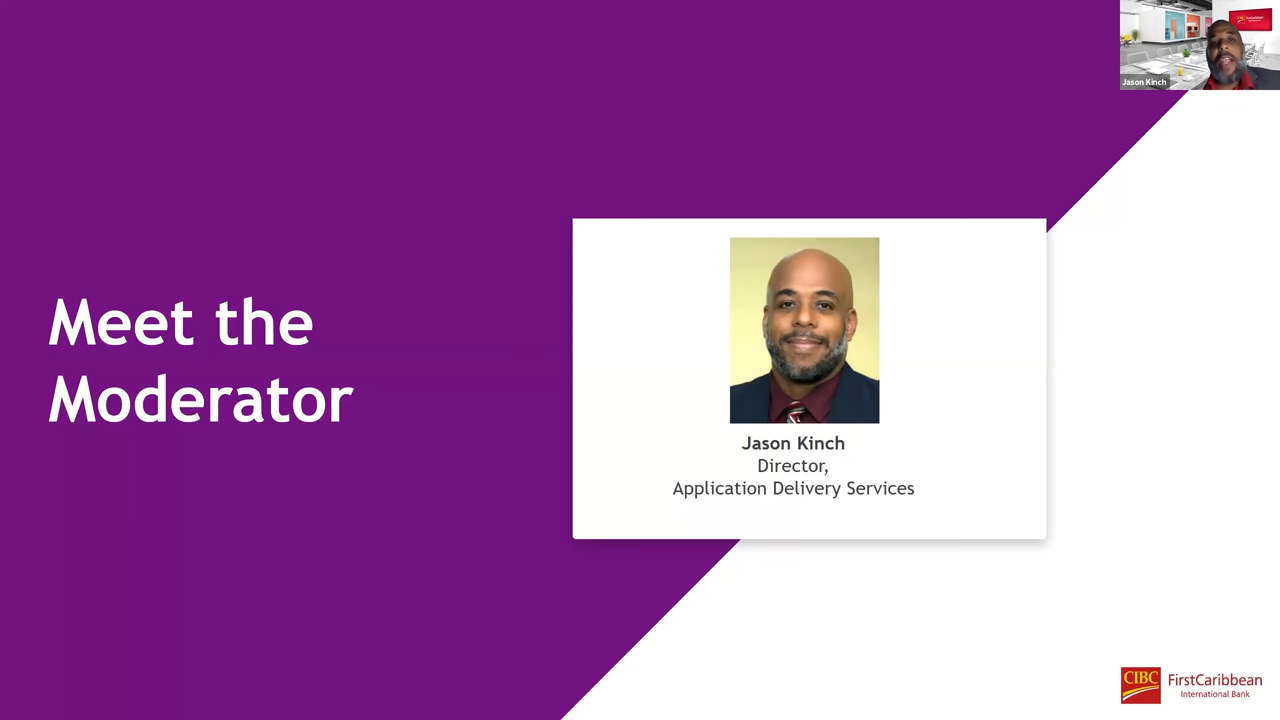 Jason Kinch
Meet the
Moderator
Jason Kinch
Director,
Application Delivery Services
CIBC
FirstCaribbean
International Bank